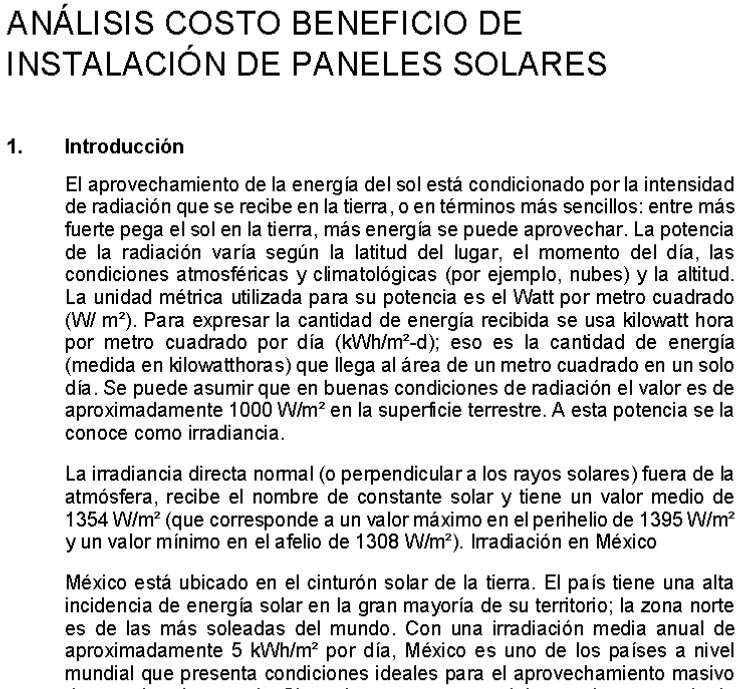 ANÁLISIS COSTO BENEFICIO DE
INSTALACIÓN DE PANELES SOLARES
1. Introducción
El aprovechamiento de la energía del sol está condicionado por la intensidad
de radiación que se recibe en la tierra, o en términos más sencillos: entre más
fuerte pega el sol en la tierra, más energía se puede aprovechar. La potencia
de la radiación varía según la latitud del lugar, el momento del día, las
condiciones atmosféricas y climatológicas (por ejemplo, nubes) y la altitud.
La unidad métrica utilizada para su potencia es el Watt por metro cuadrado
(W/ m²). Para expresar la cantidad de energía recibida se usa kilowatt hora
por metro cuadrado por día (kWh/m²-d); eso es la cantidad de energía
(medida en kilowatthoras) que llega al área de un metro cuadrado en un solo
día. Se puede asumir que en buenas condiciones de radiación el valor es de
aproximadamente 1000 W/m² en la superficie terrestre. A esta potencia se la
conoce como irradiancia.
La irradiancia directa normal (o perpendicular a los rayos solares) fuera de la
atmósfera, recibe el nombre de constante solar y tiene un valor medio de
1354 W/m² (que corresponde a un valor máximo en el perihelio de 1395 W/m²
y un valor mínimo en el afelio de 1308 W/m²). Irradiación en México
México está ubicado en el cinturón solar de la tierra. El país tiene una alta
incidencia de energía solar en la gran mayoría de su territorio; la zona norte
es de las más soleadas del mundo. Con una irradiación media anual de
aproximadamente 5 kWh/m² por día, México es uno de los países a nivel
mundial que presenta condiciones ideales para el aprovechamiento masivo